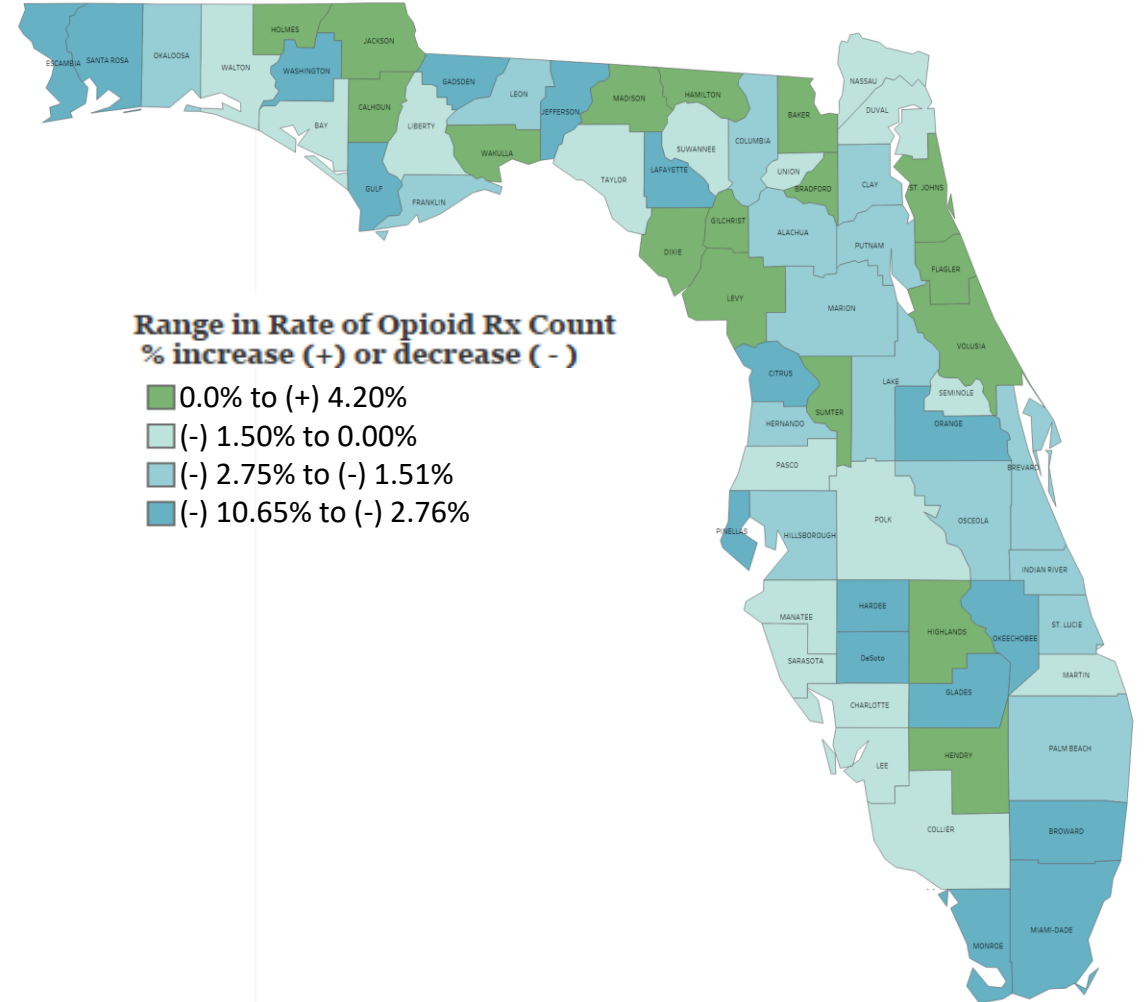 HOLMES
JACKSON
ESCAMBIA
SANTA ROSA
OKALOOSA
WALTON
WASHINGTON
GADSDEN
LEON
JEFFERSON
MADISON
HAMILTON
NASSAU
DUVAL
CALHOUN
BAY
LIBERTY
WAKULLA
SUWANNEE
COLUMBIA
BAKER
TAYLOR
LAFAYETTE
UNION
BRADFORD
CLAY
ST. JOHNS
GULF
FRANKLIN
GILCHRIST
ALACHUA
PUTNAM
DIXIE
FLAGLER
LEVY
MARION
VOLUSIA
Range in Rate of Opioid Rx Count
% increase (+) or decrease ( - )
0.0% to (+) 4.20%
(-) 1.50% to 0.00%
(-) 2.75% to (-) 1.51%
(-) 10.65% to (-) 2.76%
CITRUS
LAKE
SEMINOLE
SUMTER
HERNANDO
ORANGE
PASCO
BREVARD
PINELLAS
HILLSBOROUGH
POLK
OSCEOLA
INDIAN RIVER
MANATEE
HARDEE
HIGHLANDS
OKEECHOBEE
ST. LUCIE
SARASOTA
DeSoto
MARTIN
CHARLOTTE
GLADES
LEE
HENDRY
PALM BEACH
COLLIER
BROWARD
MONROE
MIAMI-DADE